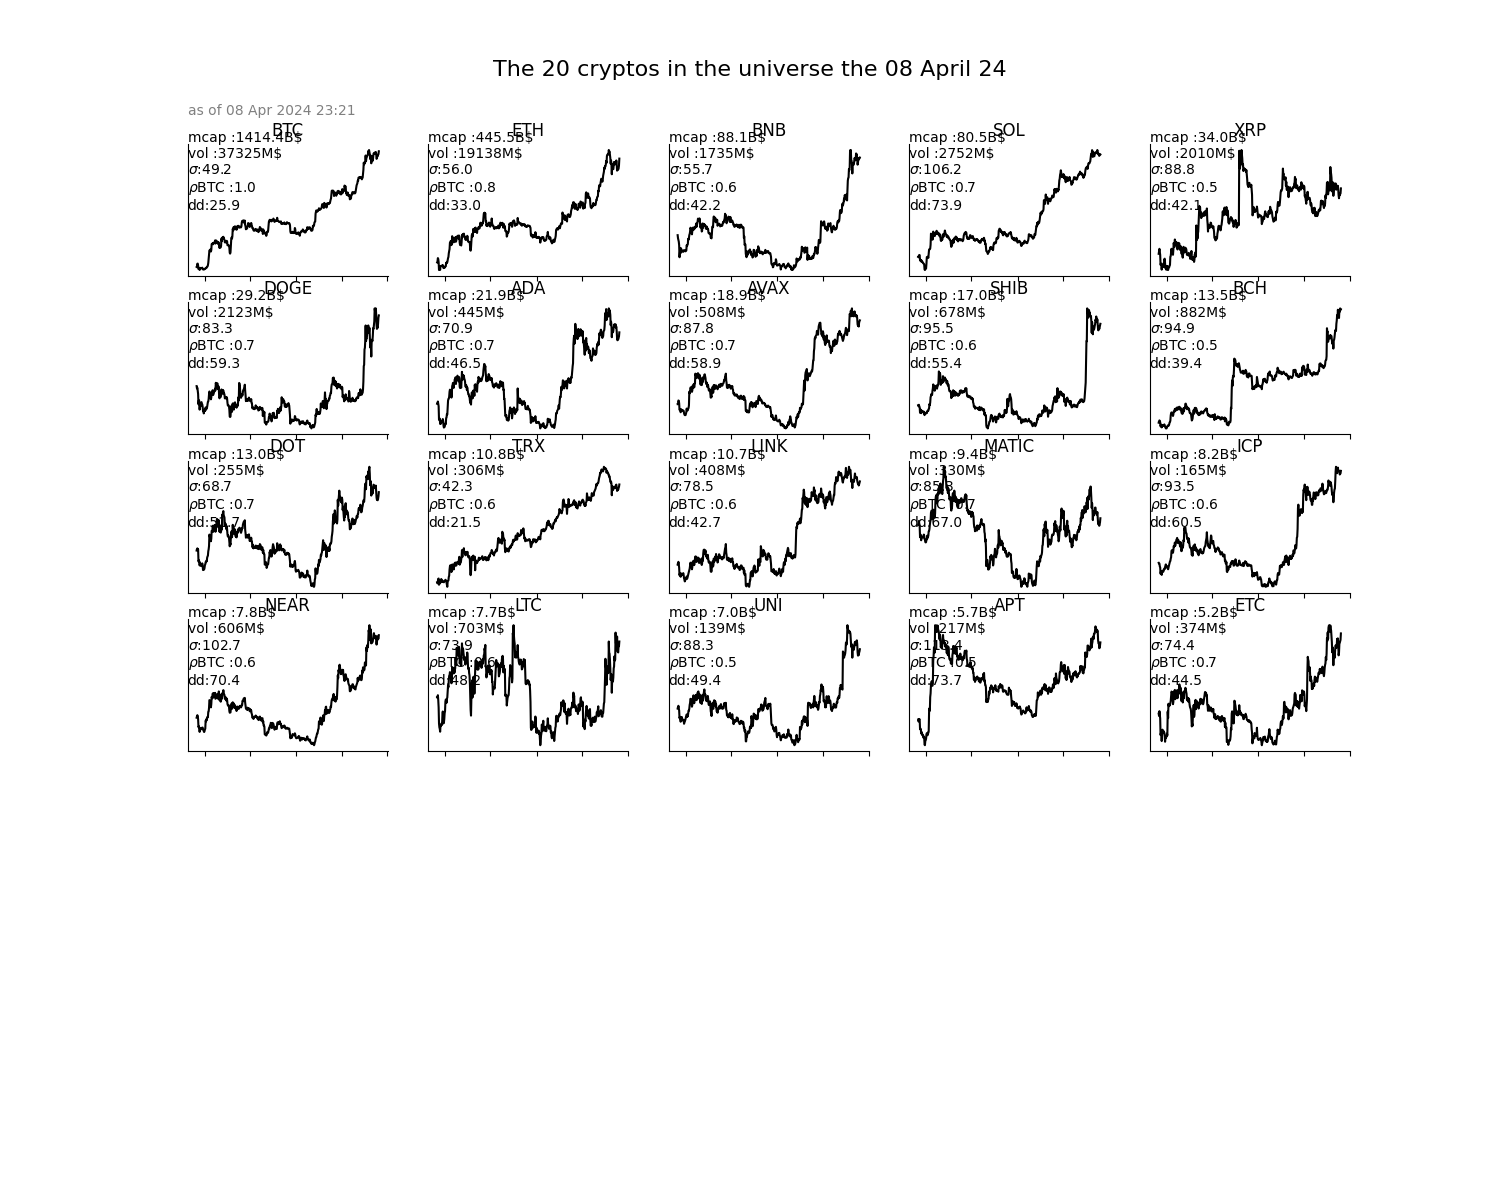 The 20 cryptos in the universe the 08 April 24
as of 08 Apr 2024 23:21
BTC
mcap :1414.4B$
vol :37325M$
σ:49.2
ρBTC :1.0
dd:25.9
ETH
mcap :445.5B$
vol :19138M$
σ:56.0
ρBTC :0.8
dd:33.0
BNB
mcap :88.1B$
vol :1735M$
σ:55.7
ρBTC :0.6
dd:42.2
SOL
mcap :80.5B$
vol :2752M$
σ:106.2
ρBTC :0.7
dd:73.9
XRP
mcap :34.0B$
vol :2010M$
σ:88.8
ρBTC :0.5
dd:42.1
DOGE
mcap :29.2B$
vol :2123M$
σ:83.3
ρBTC :0.7
dd:59.3
ADA
mcap :21.9B$
vol :445M$
σ:70.9
ρBTC :0.7
dd:46.5
AVAX
mcap :18.9B$
vol :508M$
σ:87.8
ρBTC :0.7
dd:58.9
SHIB
mcap :17.0B$
vol :678M$
σ:95.5
ρBTC :0.6
dd:55.4
BCH
mcap :13.5B$
vol :882M$
σ:94.9
ρBTC :0.5
dd:39.4
DOT
mcap :13.0B$
vol :255M$
σ:68.7
ρBTC :0.7
TRX
mcap :10.8B$
vol :306M$
σ:42.3
ρBTC :0.6
dd:21.5
LINK
mcap :10.7B$
vol :408M$
σ:78.5
ρBTC :0.6
dd:42.7
MATIC
mcap :9.4B$
vol :330M$
ρBTC :0.7
dd:67.0
ICP
mcap :8.2B$
vol :165M$
σ:93.5
ρBTC :0.6
dd:60.5
NEAR
mcap :7.8B$
vol :606M$
σ:102.7
ρBTC :0.6
dd:70.4
LTC
mcap :7.7B$
vol :703M$
σ:73.9
ρBTC :0.6
dd:48.2
UNI
mcap :7.0B$
vol :139M$
σ:88.3
ρBTC :0.5
dd:49.4
APT
mcap :5.7B$
vol :217M$
ρBTC :0.5
dd:73.7
ETC
mcap :5.2B$
vol :374M$
σ:74.4
ρBTC :0.7
dd:44.5